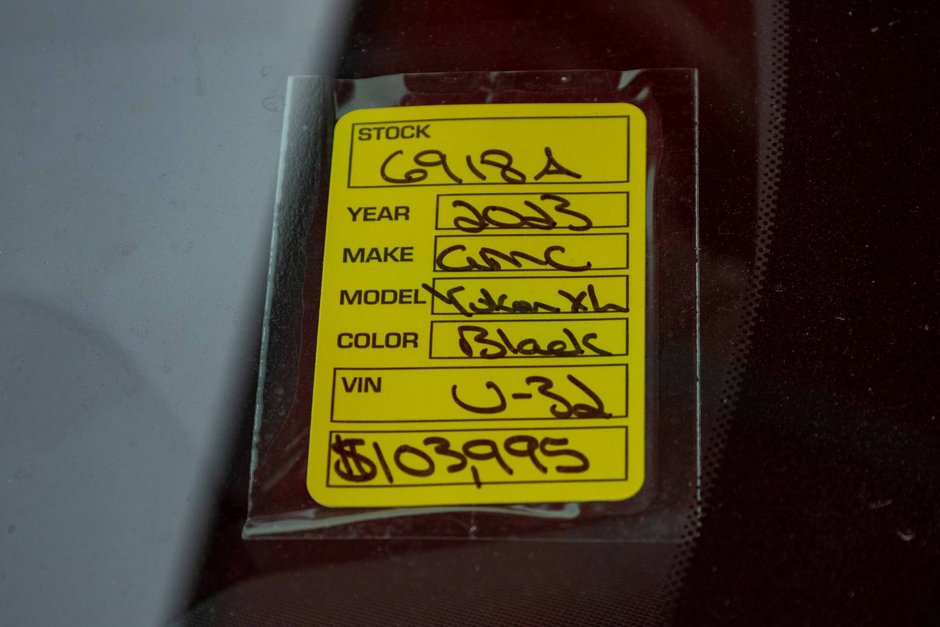 STOCK
6918A
YEAR 2023
MAKE GMC
MODEL Yukon XL
COLOR Black
VIN U-32
$103,995